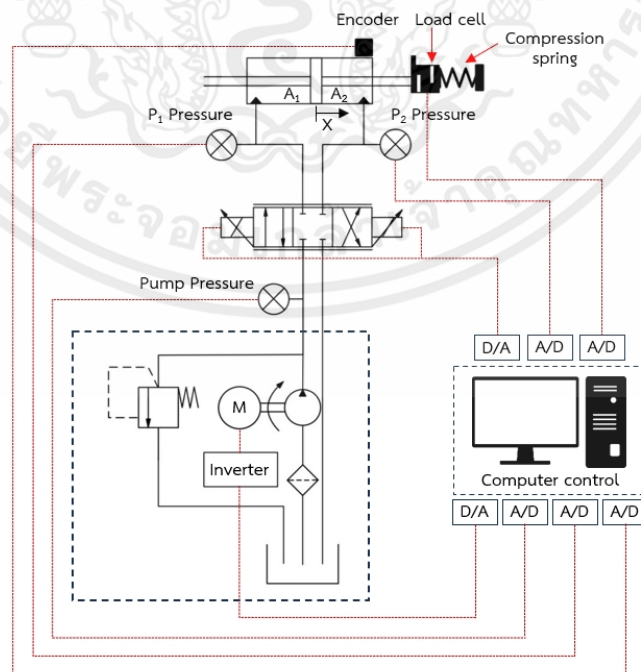 Encoder
Load cell
Compression
spring
A₁
A₂
X
P₁ Pressure
P₂ Pressure
Pump Pressure
D/A
A/D
A/D
M
Inverter
Computer control
D/A
A/D
A/D
A/D